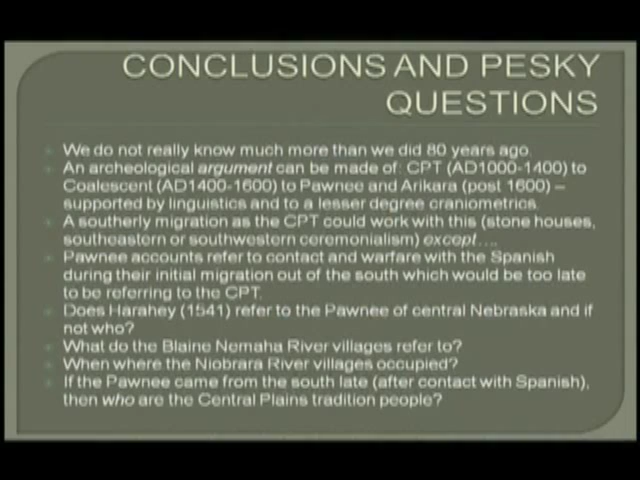 CONCLUSIONS AND PESKY
QUESTIONS
We do not really know much more than we did 80 years ago.
An archeological argument can be made of: CPT (AD1000-1400) to
Coalescent (AD1400-1600) to Pawnee and Arikara (post 1600) –
supported by linguistics and to a lesser degree craniometrics.
A southerly migration as the CPT could work with this (stone houses,
southeastern or southwestern ceremonialism) except….
Pawnee accounts refer to contact and warfare with the Spanish
during their initial migration out of the south which would be too late
to be referring to the CPT.
Does Harahey (1541) refer to the Pawnee of central Nebraska and if
not who?
What do the Blaine Nemaha River villages refer to?
When where the Niobrara River villages occupied?
If the Pawnee came from the south late (after contact with Spanish),
then who are the Central Plains tradition people?